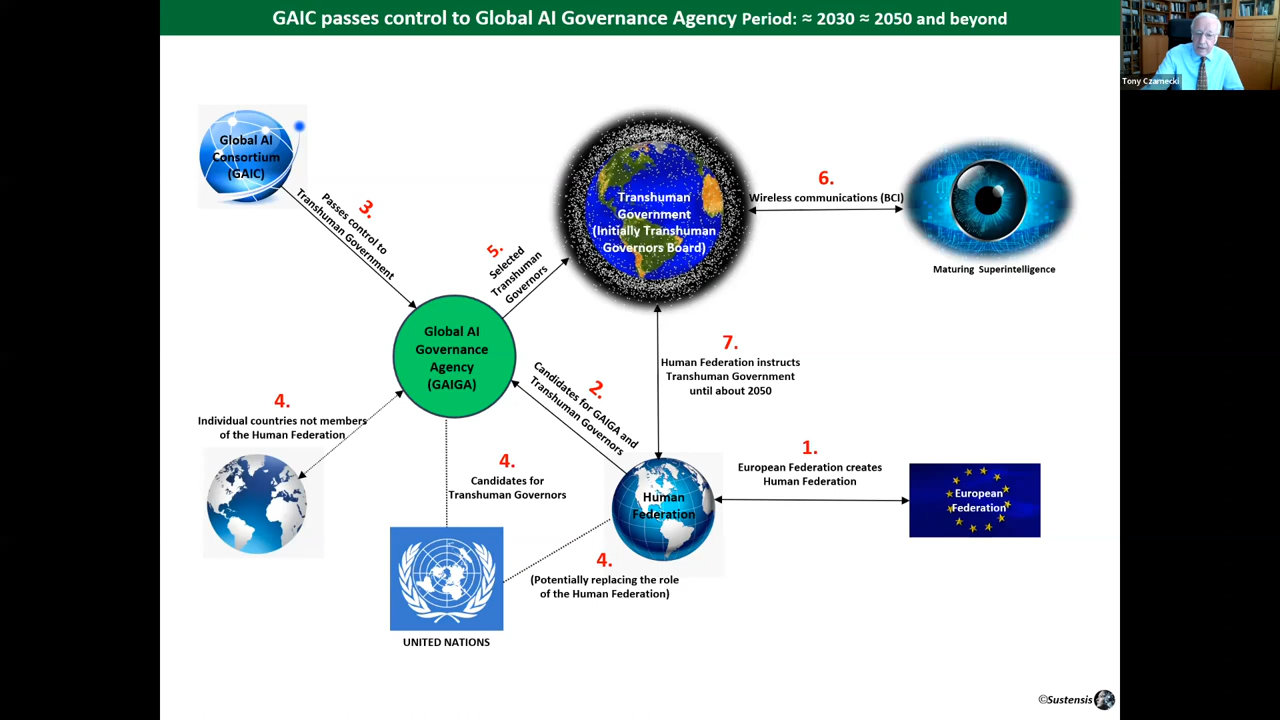 GAIC passes control to Global AI Governance Agency Period: ≈ 2030 ≈ 2050 and beyond
Tony Czarnecki
Global AI
Consortium
(GAIC)
3.
Passes control to
Transhuman Government
Transhuman
Government
(Initially Transhuman
Governors Board)
6.
Wireless communications (BCI)
Maturing Superintelligence
5.
Selected
Transhuman
Governors
Global AI
Governance
Agency
(GAIGA)
7.
Human Federation instructs
Transhuman Government
until about 2050
2.
Candidates for GAIGA and
Transhuman Governors
4.
Individual countries not members
of the Human Federation
4.
Candidates for
Transhuman Governors
1.
European Federation creates
Human Federation
Human
Federation
European
Federation
4.
(Potentially replacing the role
of the Human Federation)
UNITED NATIONS
©Sustensis